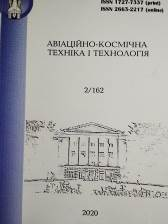 ISSN 1727-7337 (print)
ISSN 2663-2217 (online)
АВІАЦІЙНО-КОСМІЧНА
ТЕХНІКА І ТЕХНОЛОГІЯ
2/162
2020